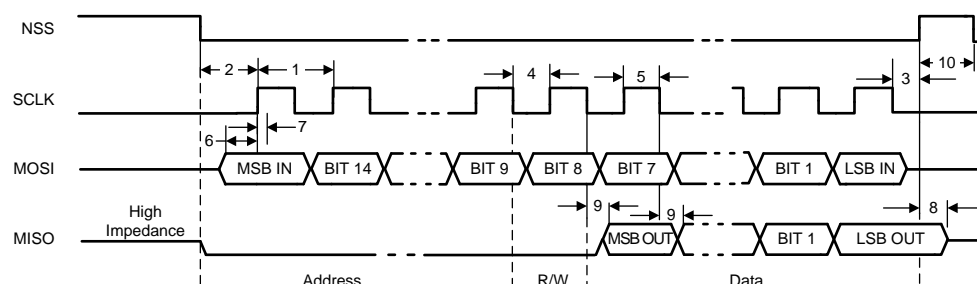 NSS
2
1
4
5
3
10
SCLK
7
6
MOSI
MSB IN
BIT 14
BIT 9
BIT 8
BIT 7
BIT 1
LSB IN
9
9
8
High
Impedance
MISO
MSB OUT
BIT 1
LSB OUT
Address
R/W
Data